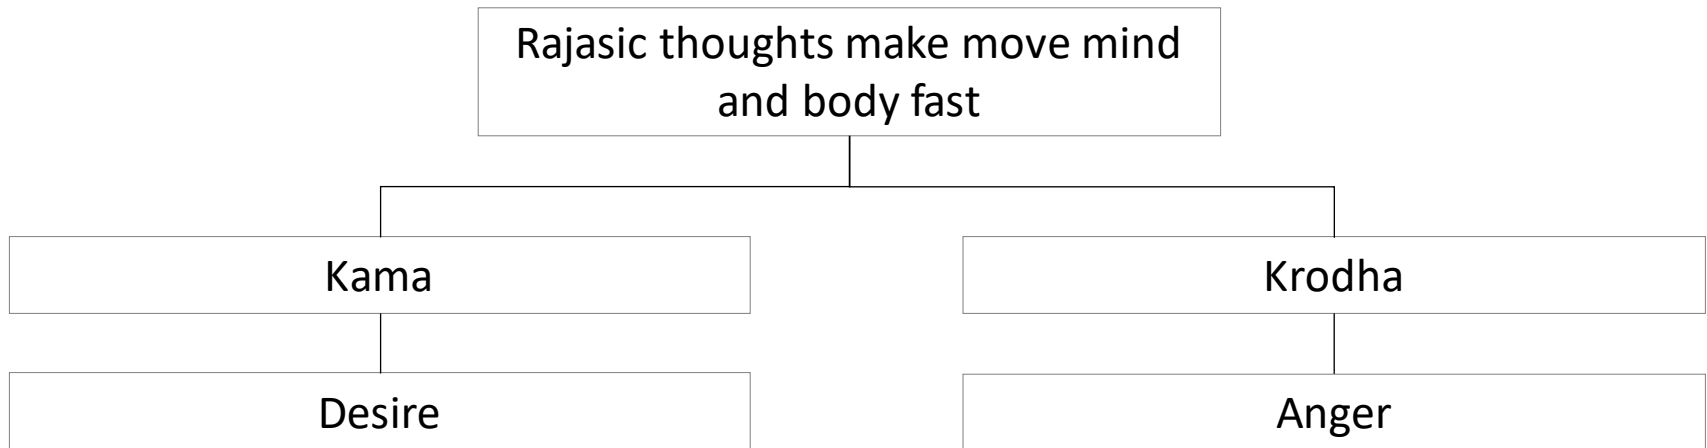 Rajasic thoughts make move mind
and body fast
Kama
Krodha
Desire
Anger